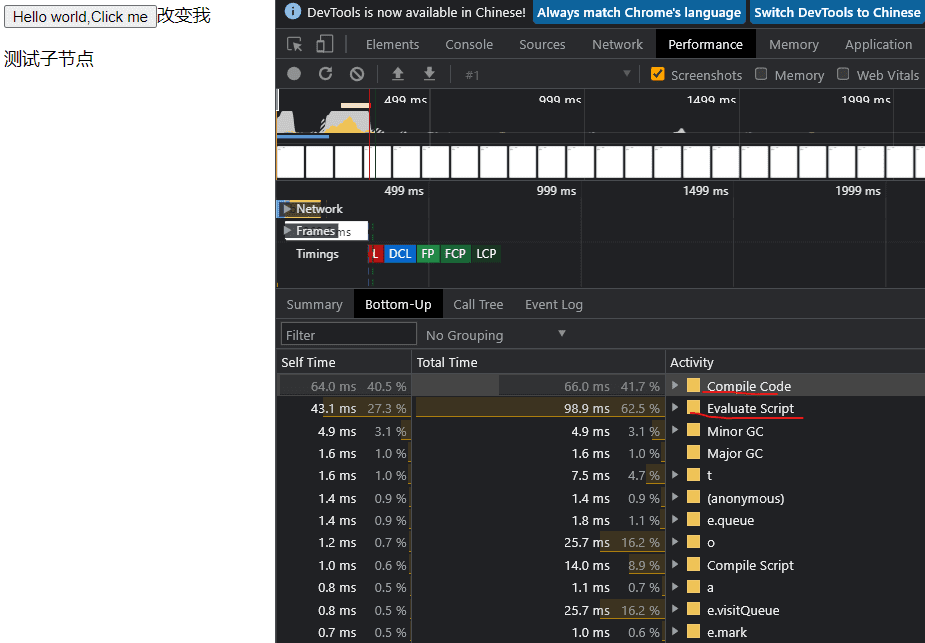 Hello world,Click me 改变我
测试子节点
DevTools is now available in Chinese! Always match Chrome's language Switch DevTools to Chinese
Elements Console Sources Network Performance Memory Application
#1 Screenshots Memory Web Vitals
499 ms 999 ms 1499 ms 1999 ms
499 ms 999 ms 1499 ms 1999 ms
Network
Frames ms
Timings L DCL FP FCP LCP
Summary Bottom-Up Call Tree Event Log
Filter No Grouping
Self Time Total Time Activity
64.0 ms 40.5 % 66.0 ms 41.7 % Compile Code
43.1 ms 27.3 % 98.9 ms 62.5 % Evaluate Script
4.9 ms 3.1 % 4.9 ms 3.1 % Minor GC
1.6 ms 1.0 % 1.6 ms 1.0 % Major GC
1.6 ms 1.0 % 7.5 ms 4.7 % t
1.4 ms 0.9 % 1.4 ms 0.9 % (anonymous)
1.4 ms 0.9 % 1.8 ms 1.1 % e.queue
1.2 ms 0.7 % 25.7 ms 16.2 % o
1.0 ms 0.6 % 14.0 ms 8.9 % Compile Script
0.8 ms 0.5 % 1.1 ms 0.7 % a
0.8 ms 0.5 % 25.7 ms 16.2 % e.visitQueue
0.7 ms 0.5 % 1.0 ms 0.6 % e.mark